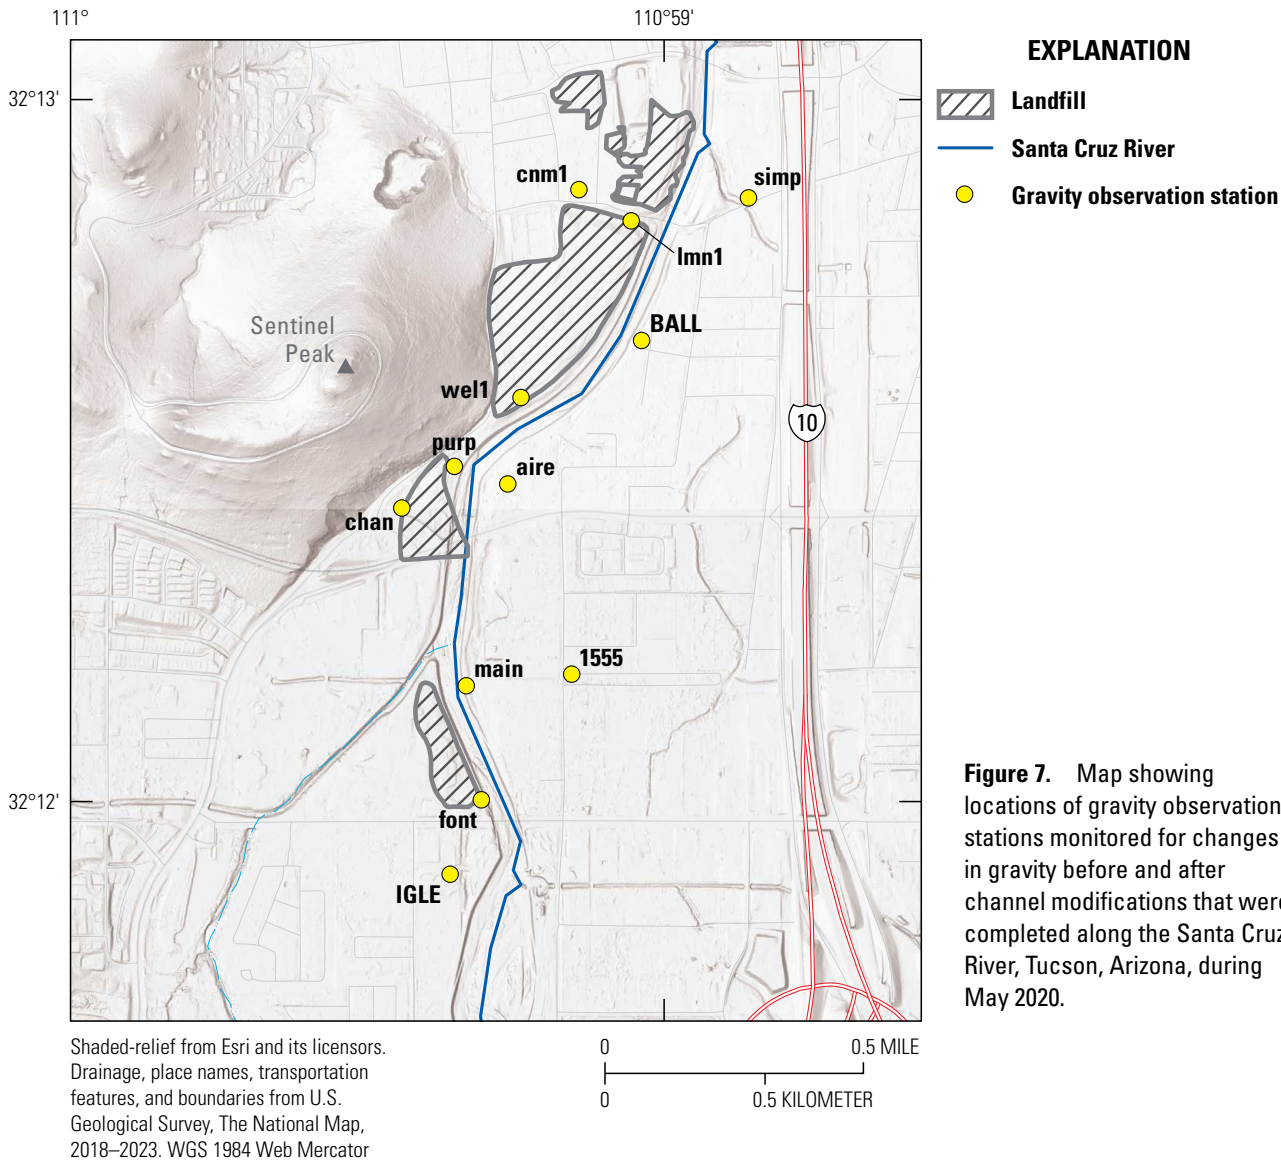 111°
110°59'
32°13'
32°12'
cnm1
simp
lmn1
BALL
Sentinel
Peak
wel1
purp
aire
chan
10
main
1555
font
IGLE
EXPLANATION
Landfill
Santa Cruz River
Gravity observation station
Figure 7. Map showing
locations of gravity observation
stations monitored for changes
in gravity before and after
channel modifications that were
completed along the Santa Cruz
River, Tucson, Arizona, during
May 2020.
Shaded-relief from Esri and its licensors.
Drainage, place names, transportation
features, and boundaries from U.S.
Geological Survey, The National Map,
2018–2023. WGS 1984 Web Mercator
0 0.5 MILE
0 0.5 KILOMETER